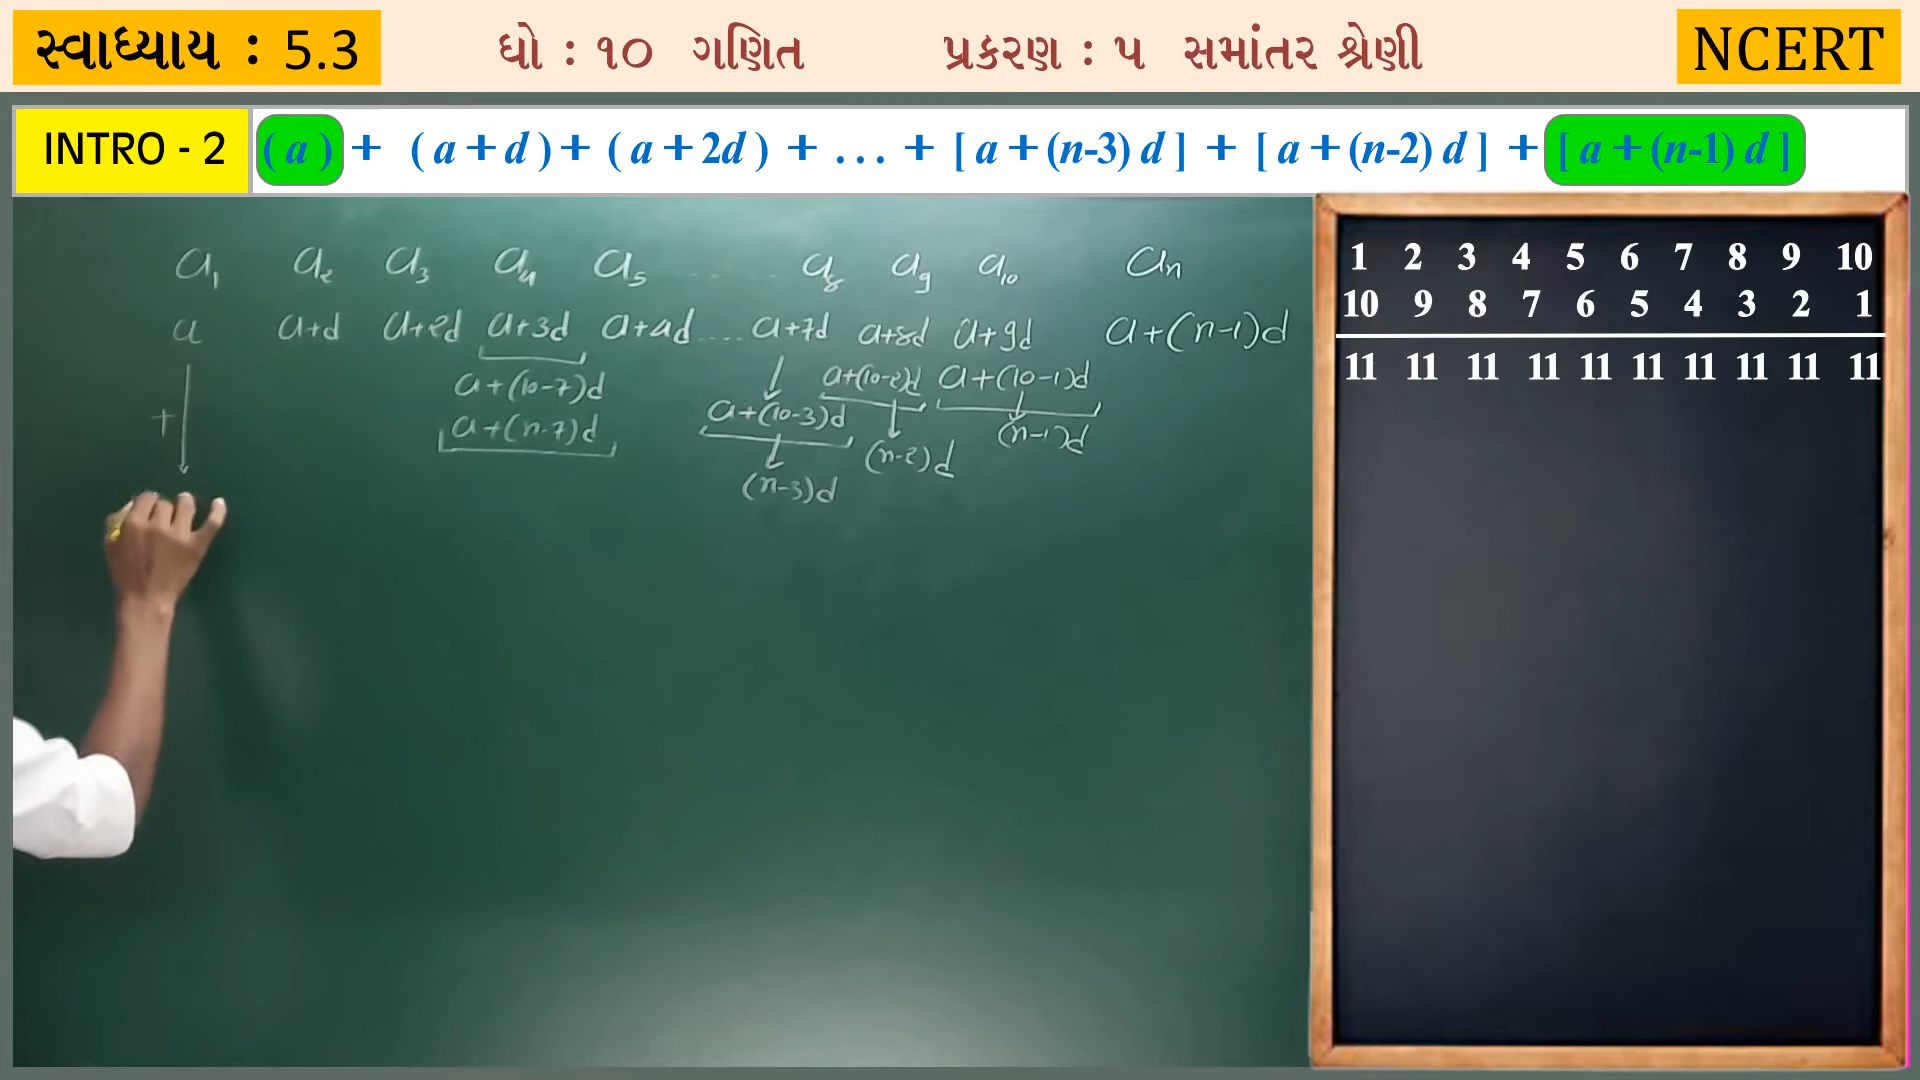 સ્વાધ્યાય : 5.3 ધો : ૧૦ ગણિત પ્રકરણ : ૫ સમાંતર શ્રેણી NCERT
INTRO - 2 ( a ) + ( a + d ) + ( a + 2d ) + . . . + [ a + (n-3) d ] + [ a + (n-2) d ] + [ a + (n-1) d ]
a₁ a₂ a₃ a₄ a₅ ..... a₈ a₉ a₁₀ aₙ
a a+d a+2d a+3d a+4d ..... a+7d a+8d a+9d a+(n-1)d
a+(10-7)d a+(10-2)d a+(10-1)d
+ a+(n-7)d a+(10-3)d (n-2)d (n-1)d
(n-3)d
1 2 3 4 5 6 7 8 9 10
10 9 8 7 6 5 4 3 2 1
11 11 11 11 11 11 11 11 11 11